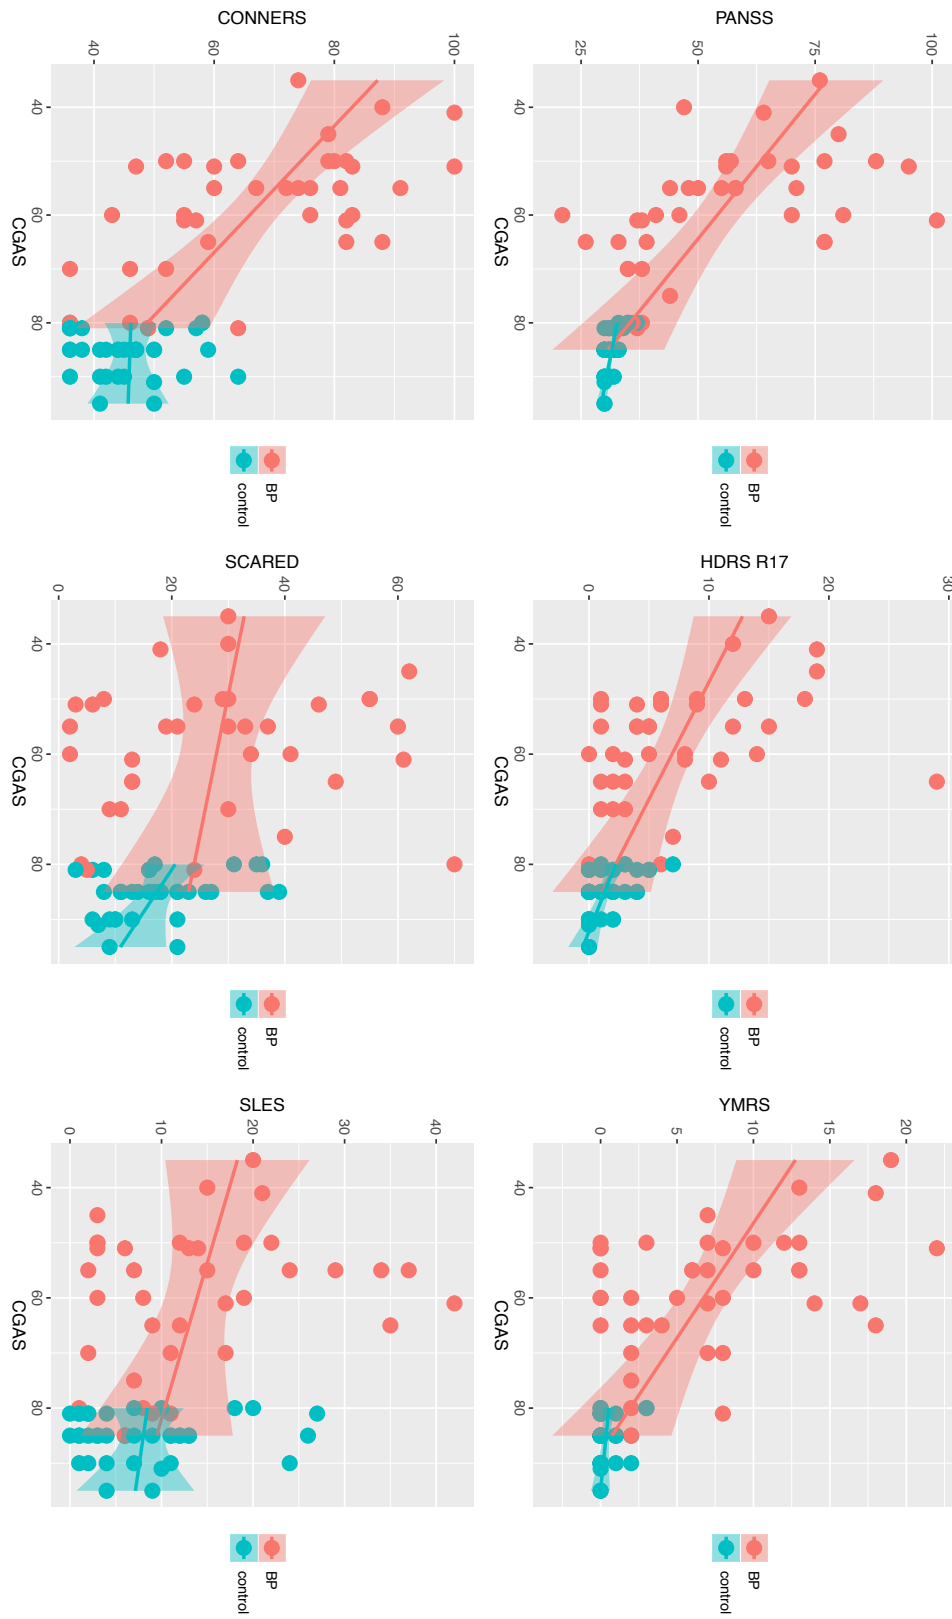 PANSS
100
75
50
25
40 60 80
CGAS
BP
control
HDRS R17
30
20
10
0
40 60 80
CGAS
BP
control
YMRS
20
15
10
5
0
40 60 80
CGAS
BP
control
CONNERS
100
80
60
40
40 60 80
CGAS
BP
control
SCARED
60
40
20
0
40 60 80
CGAS
BP
control
SLES
40
30
20
10
0
40 60 80
CGAS
BP
control